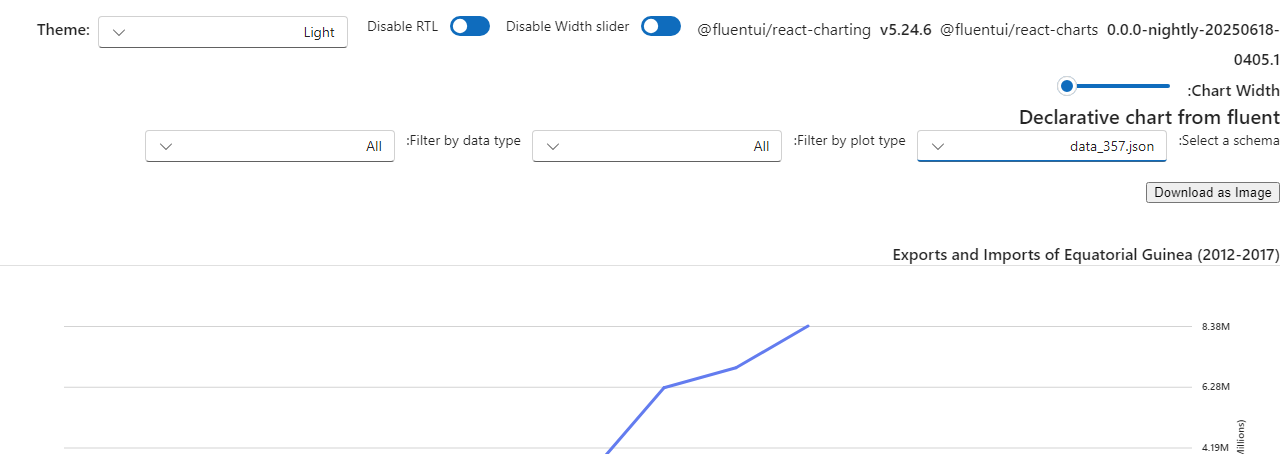 Theme: Light Disable RTL Disable Width slider @fluentui/react-charting v5.24.6 @fluentui/react-charts 0.0.0-nightly-20250618-
0405.1
:Chart Width
Declarative chart from fluent
:Select a schema data_357.json :Filter by plot type All :Filter by data type All
Download as Image
Exports and Imports of Equatorial Guinea (2012-2017)
8.38M
6.28M
4.19M